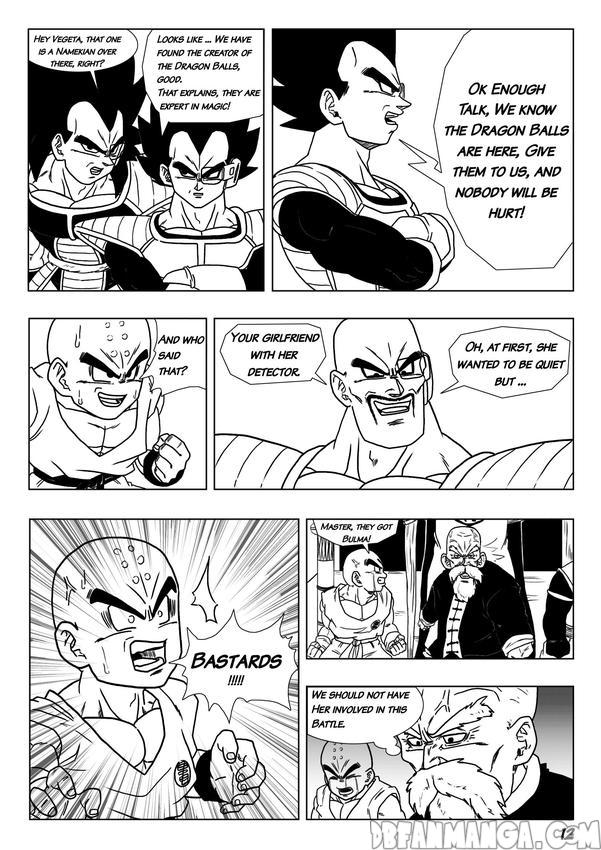 Hey Vegeta, that one
is a Namekian over
there, right?
Looks like ... We have
found the creator of
the Dragon Balls,
good.
That explains, they are
expert in magic!
Ok Enough
Talk, We know
the Dragon Balls
are here, Give
them to us, and
nobody will be
hurt!
And who
said
that?
Your girlfriend
with her
detector.
Oh, at first, she
wanted to be quiet
but ...
Bastards
!!!!!
Master, they got
Bulma!
We should not have
Her involved in this
Battle.
12
DBFANMANGA.COM